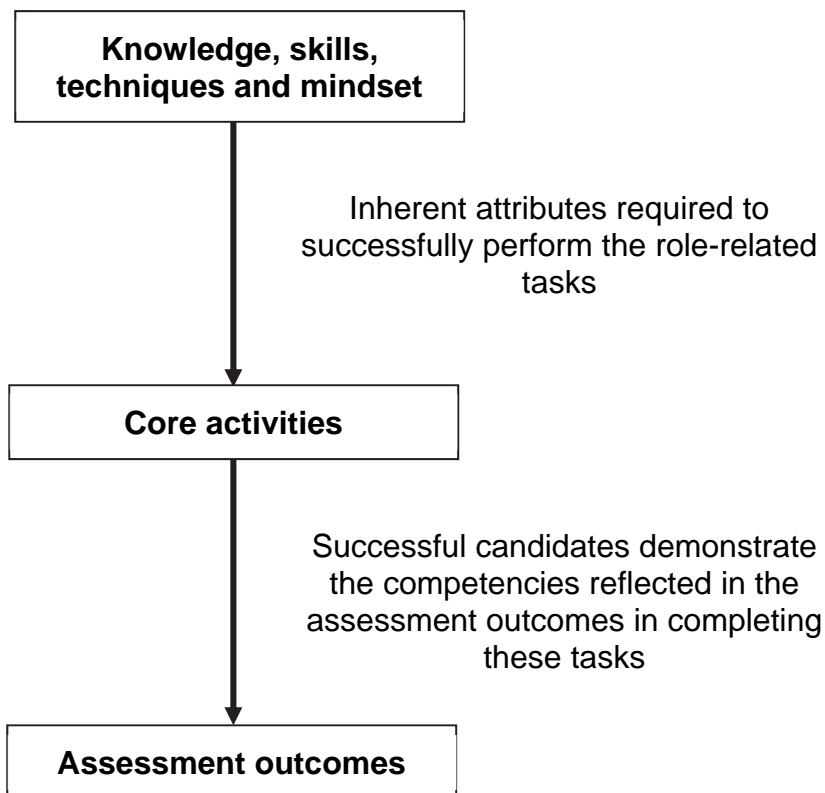 Knowledge, skills,
techniques and mindset
Inherent attributes required to
successfully perform the role-related
tasks
Core activities
Successful candidates demonstrate
the competencies reflected in the
assessment outcomes in completing
these tasks
Assessment outcomes